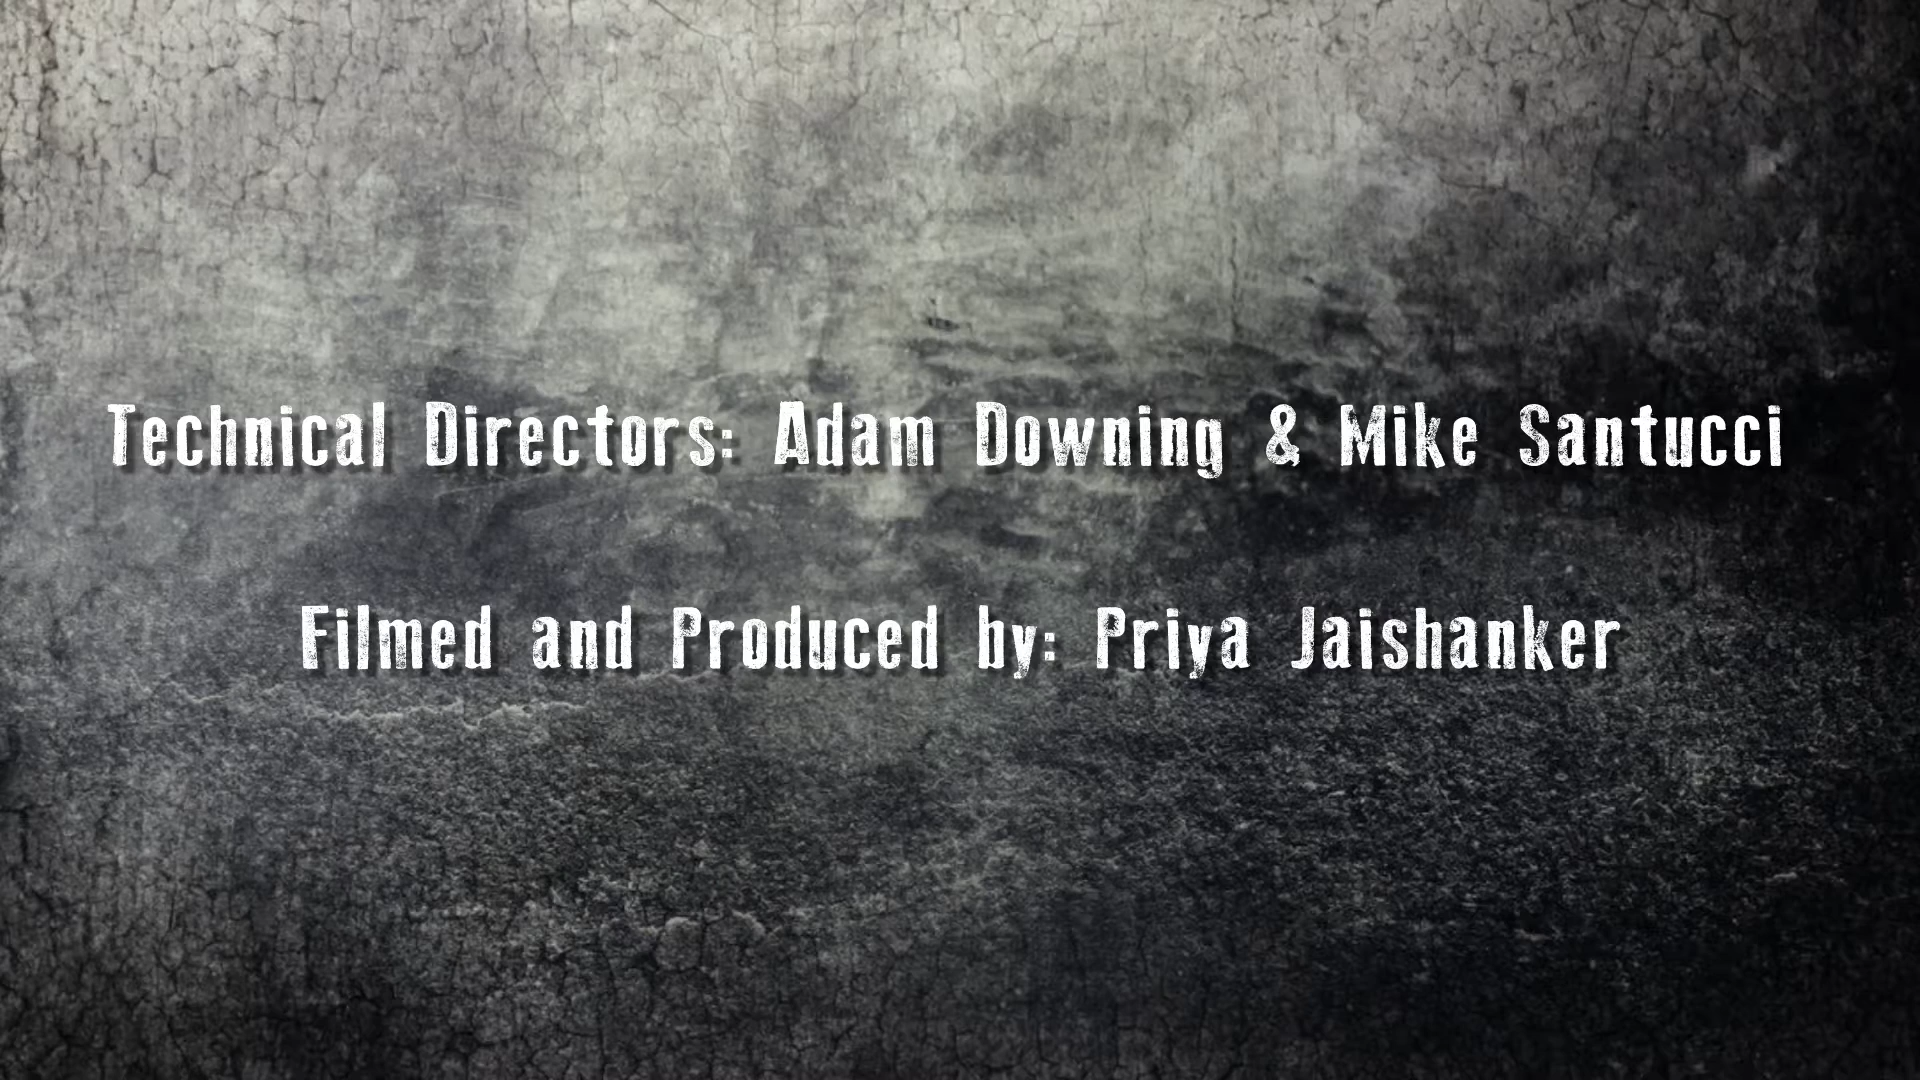 Technical Directors: Adam Downing & Mike Santucci
Filmed and Produced by: Priya Jaishanker